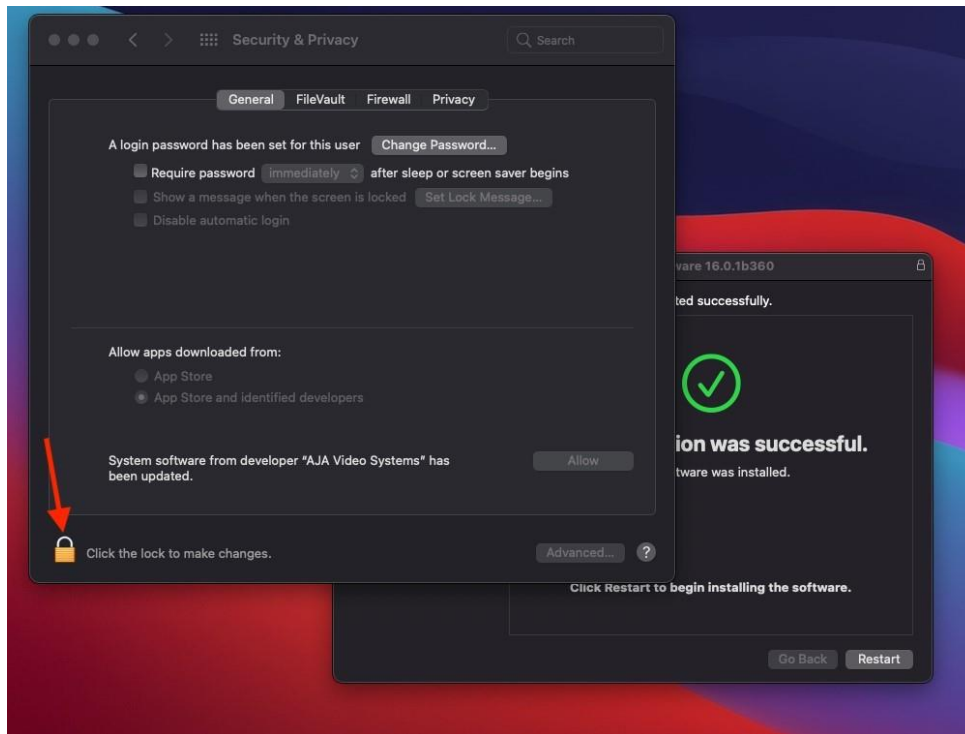 Security & Privacy
Search
General FileVault Firewall Privacy
A login password has been set for this user Change Password...
Require password immediately after sleep or screen saver begins
Show a message when the screen is locked Set Lock Message...
Disable automatic login
Allow apps downloaded from:
App Store
App Store and identified developers
System software from developer “AJA Video Systems” has
been updated.
Allow
Click the lock to make changes.
Advanced... ?
ware 16.0.1b360
ted successfully.
ion was successful.
tware was installed.
Click Restart to begin installing the software.
Go Back Restart